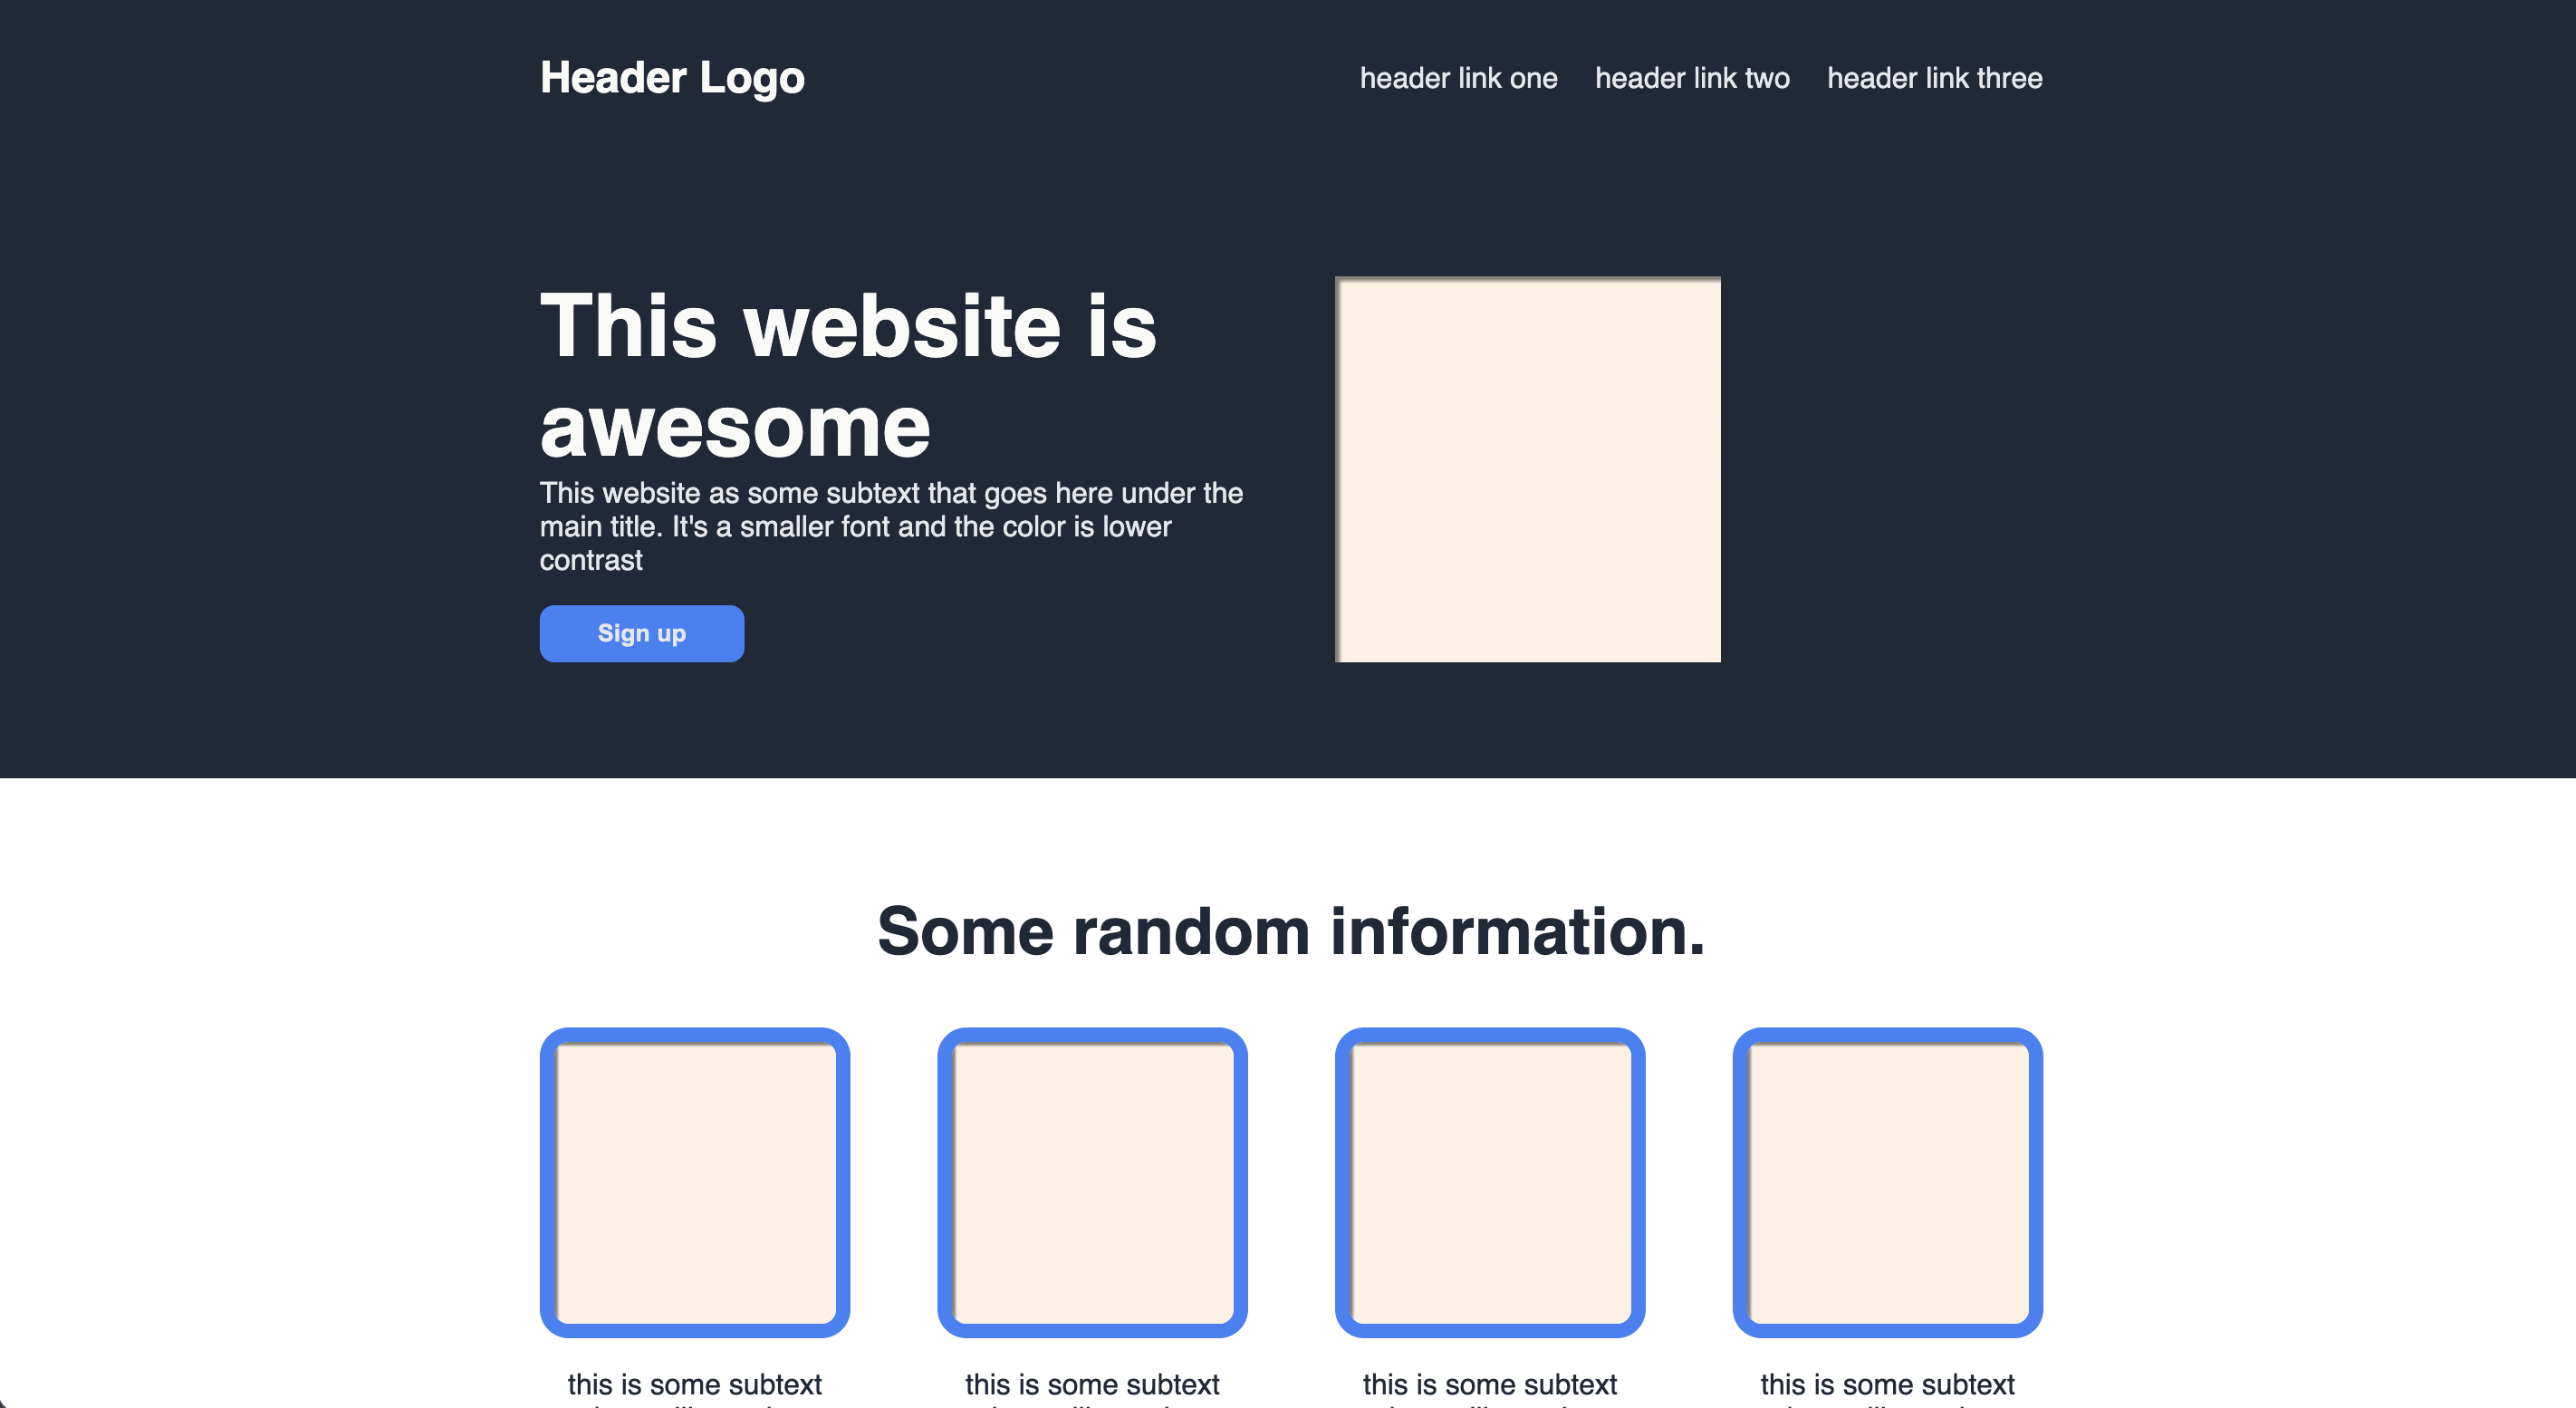 Header Logo
header link one header link two header link three
This website is
awesome
This website as some subtext that goes here under the
main title. It's a smaller font and the color is lower
contrast
Sign up
Some random information.
this is some subtext this is some subtext this is some subtext this is some subtext